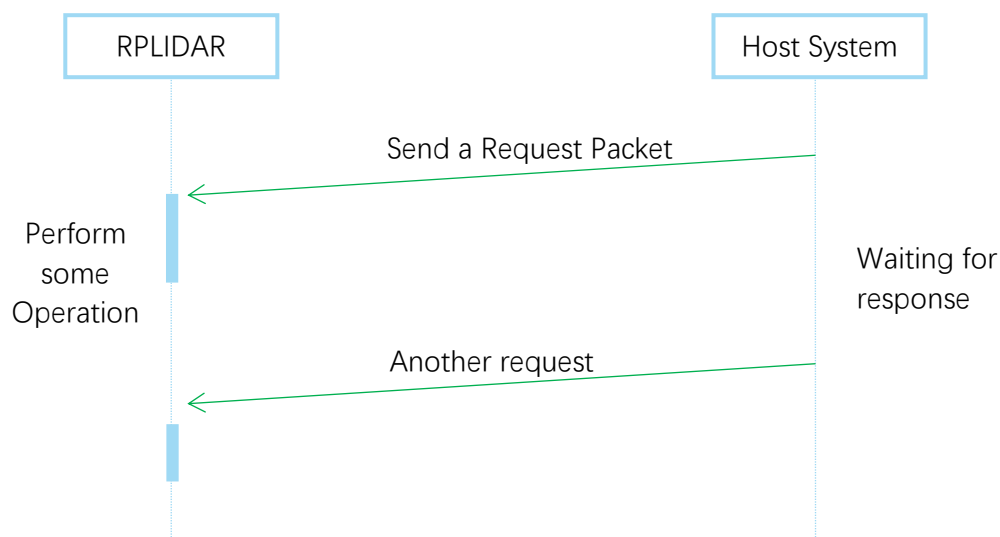 RPLIDAR
Host System
Send a Request Packet
Perform
some
Operation
Waiting for
response
Another request